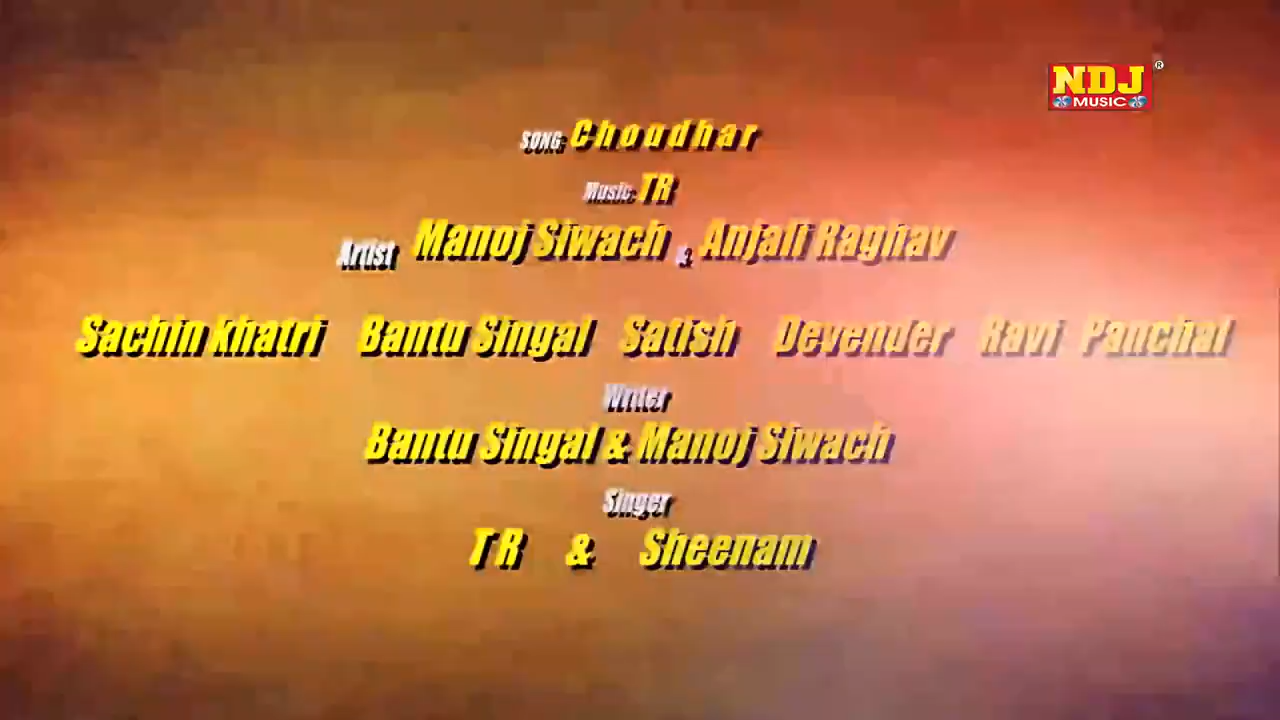 NDJ ®
MUSIC
SONG: Choudhar
Music: TR
Artist Manoj Siwach & Anjali Raghav
Sachin khatri Bantu Singal Satish Devender Ravi Panchal
Writer
Bantu Singal & Manoj Siwach
Singer
TR & Sheenam